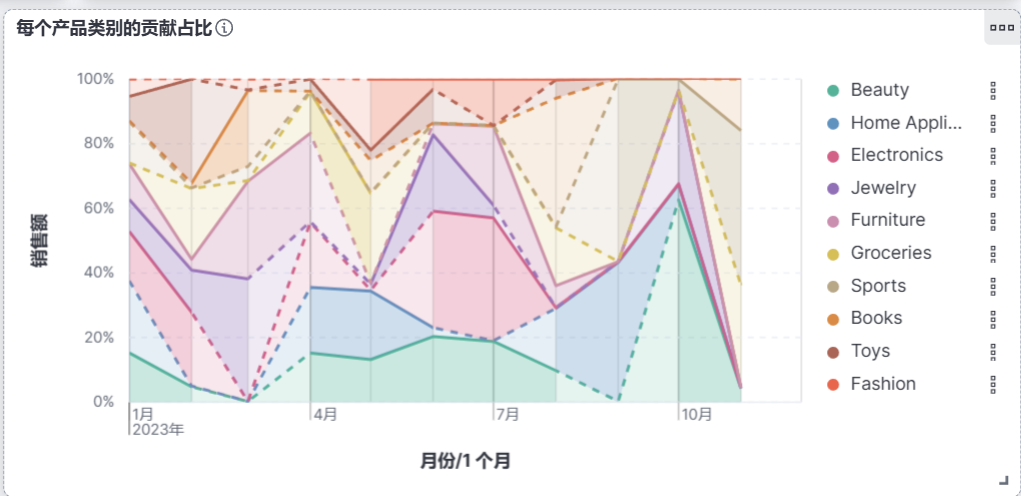 每个产品类别的贡献占比
100%
80%
60%
40%
20%
0%
销售额
1月
2023年
4月
7月
10月
月份/1 个月
Beauty
Home Appli...
Electronics
Jewelry
Furniture
Groceries
Sports
Books
Toys
Fashion